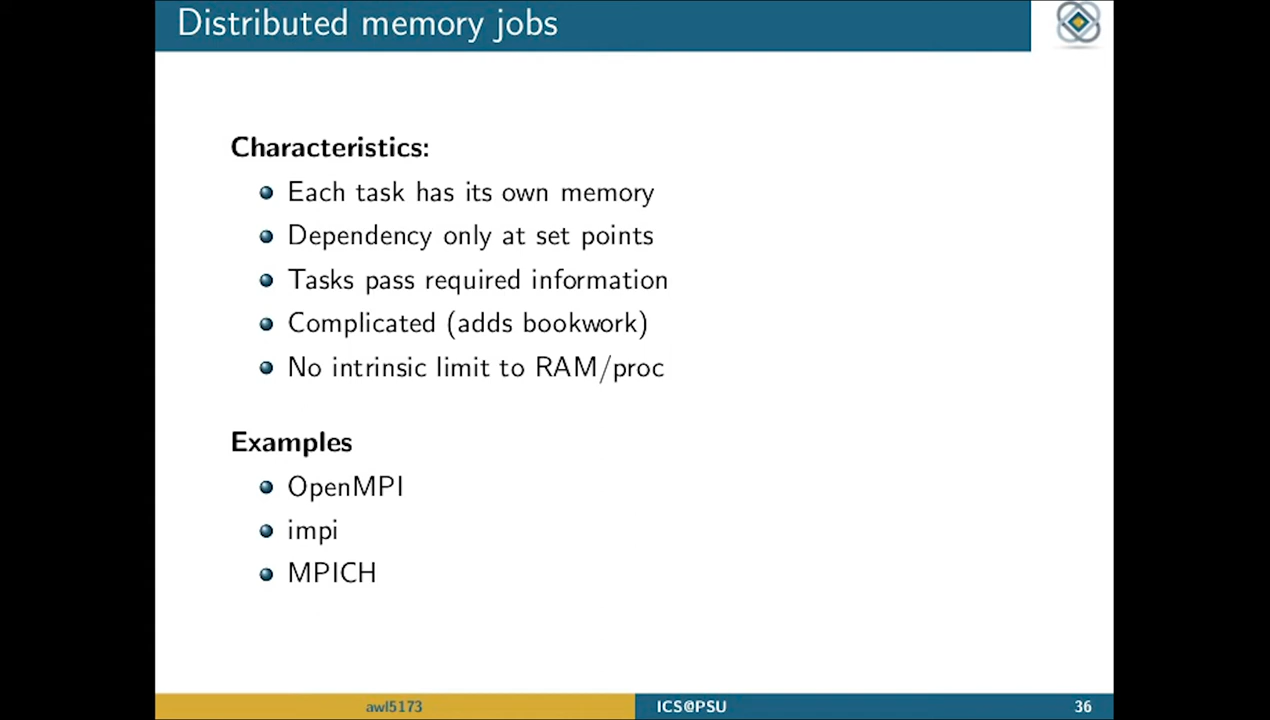 Distributed memory jobs
Characteristics:
Each task has its own memory
Dependency only at set points
Tasks pass required information
Complicated (adds bookwork)
No intrinsic limit to RAM/proc
Examples
OpenMPI
impi
MPICH
awl5173 ICS@PSU 36